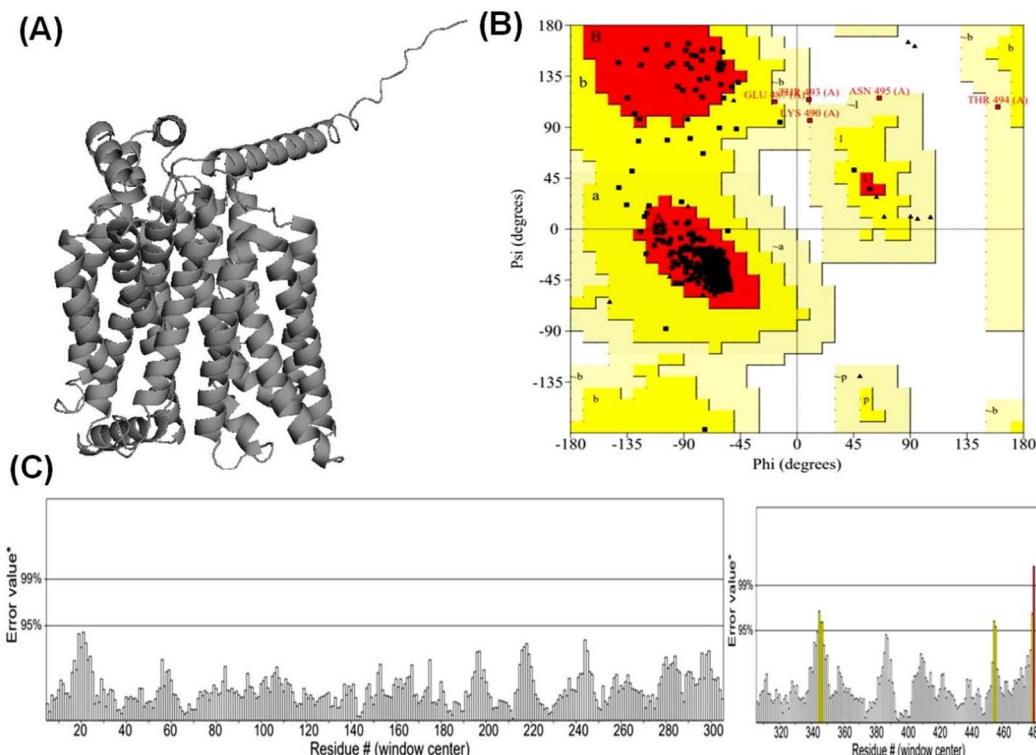 (A)
(B)
180
135
90
45
0
-45
-90
-135
Psi (degrees)
B
~b
b
b
~b
b
GLU 487 (A)
THR 493 (A)
ASN 495 (A)
THR 494 (A)
LYS 490 (A)
~l
l
a
A
~a
~b
b
~p
p
~b
-180 -135 -90 -45 0 45 90 135 180
Phi (degrees)
(C)
Error value*
99%
95%
20 40 60 80 100 120 140 160 180 200 220 240 260 280 300
Residue # (window center)
Error value*
99%
95%
320 340 360 380 400 420 440 460
Residue # (window center)